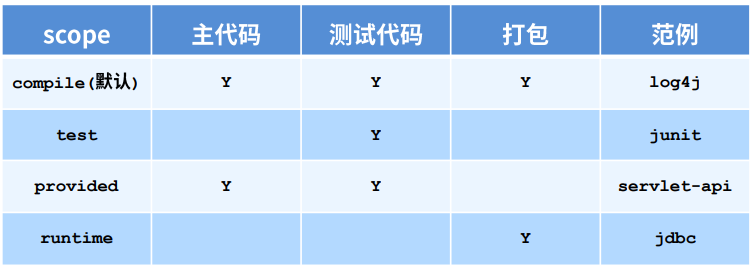 scope 主代码 测试代码 打包 范例
compile(默认) Y Y Y log4j
test Y junit
provided Y Y servlet-api
runtime Y jdbc